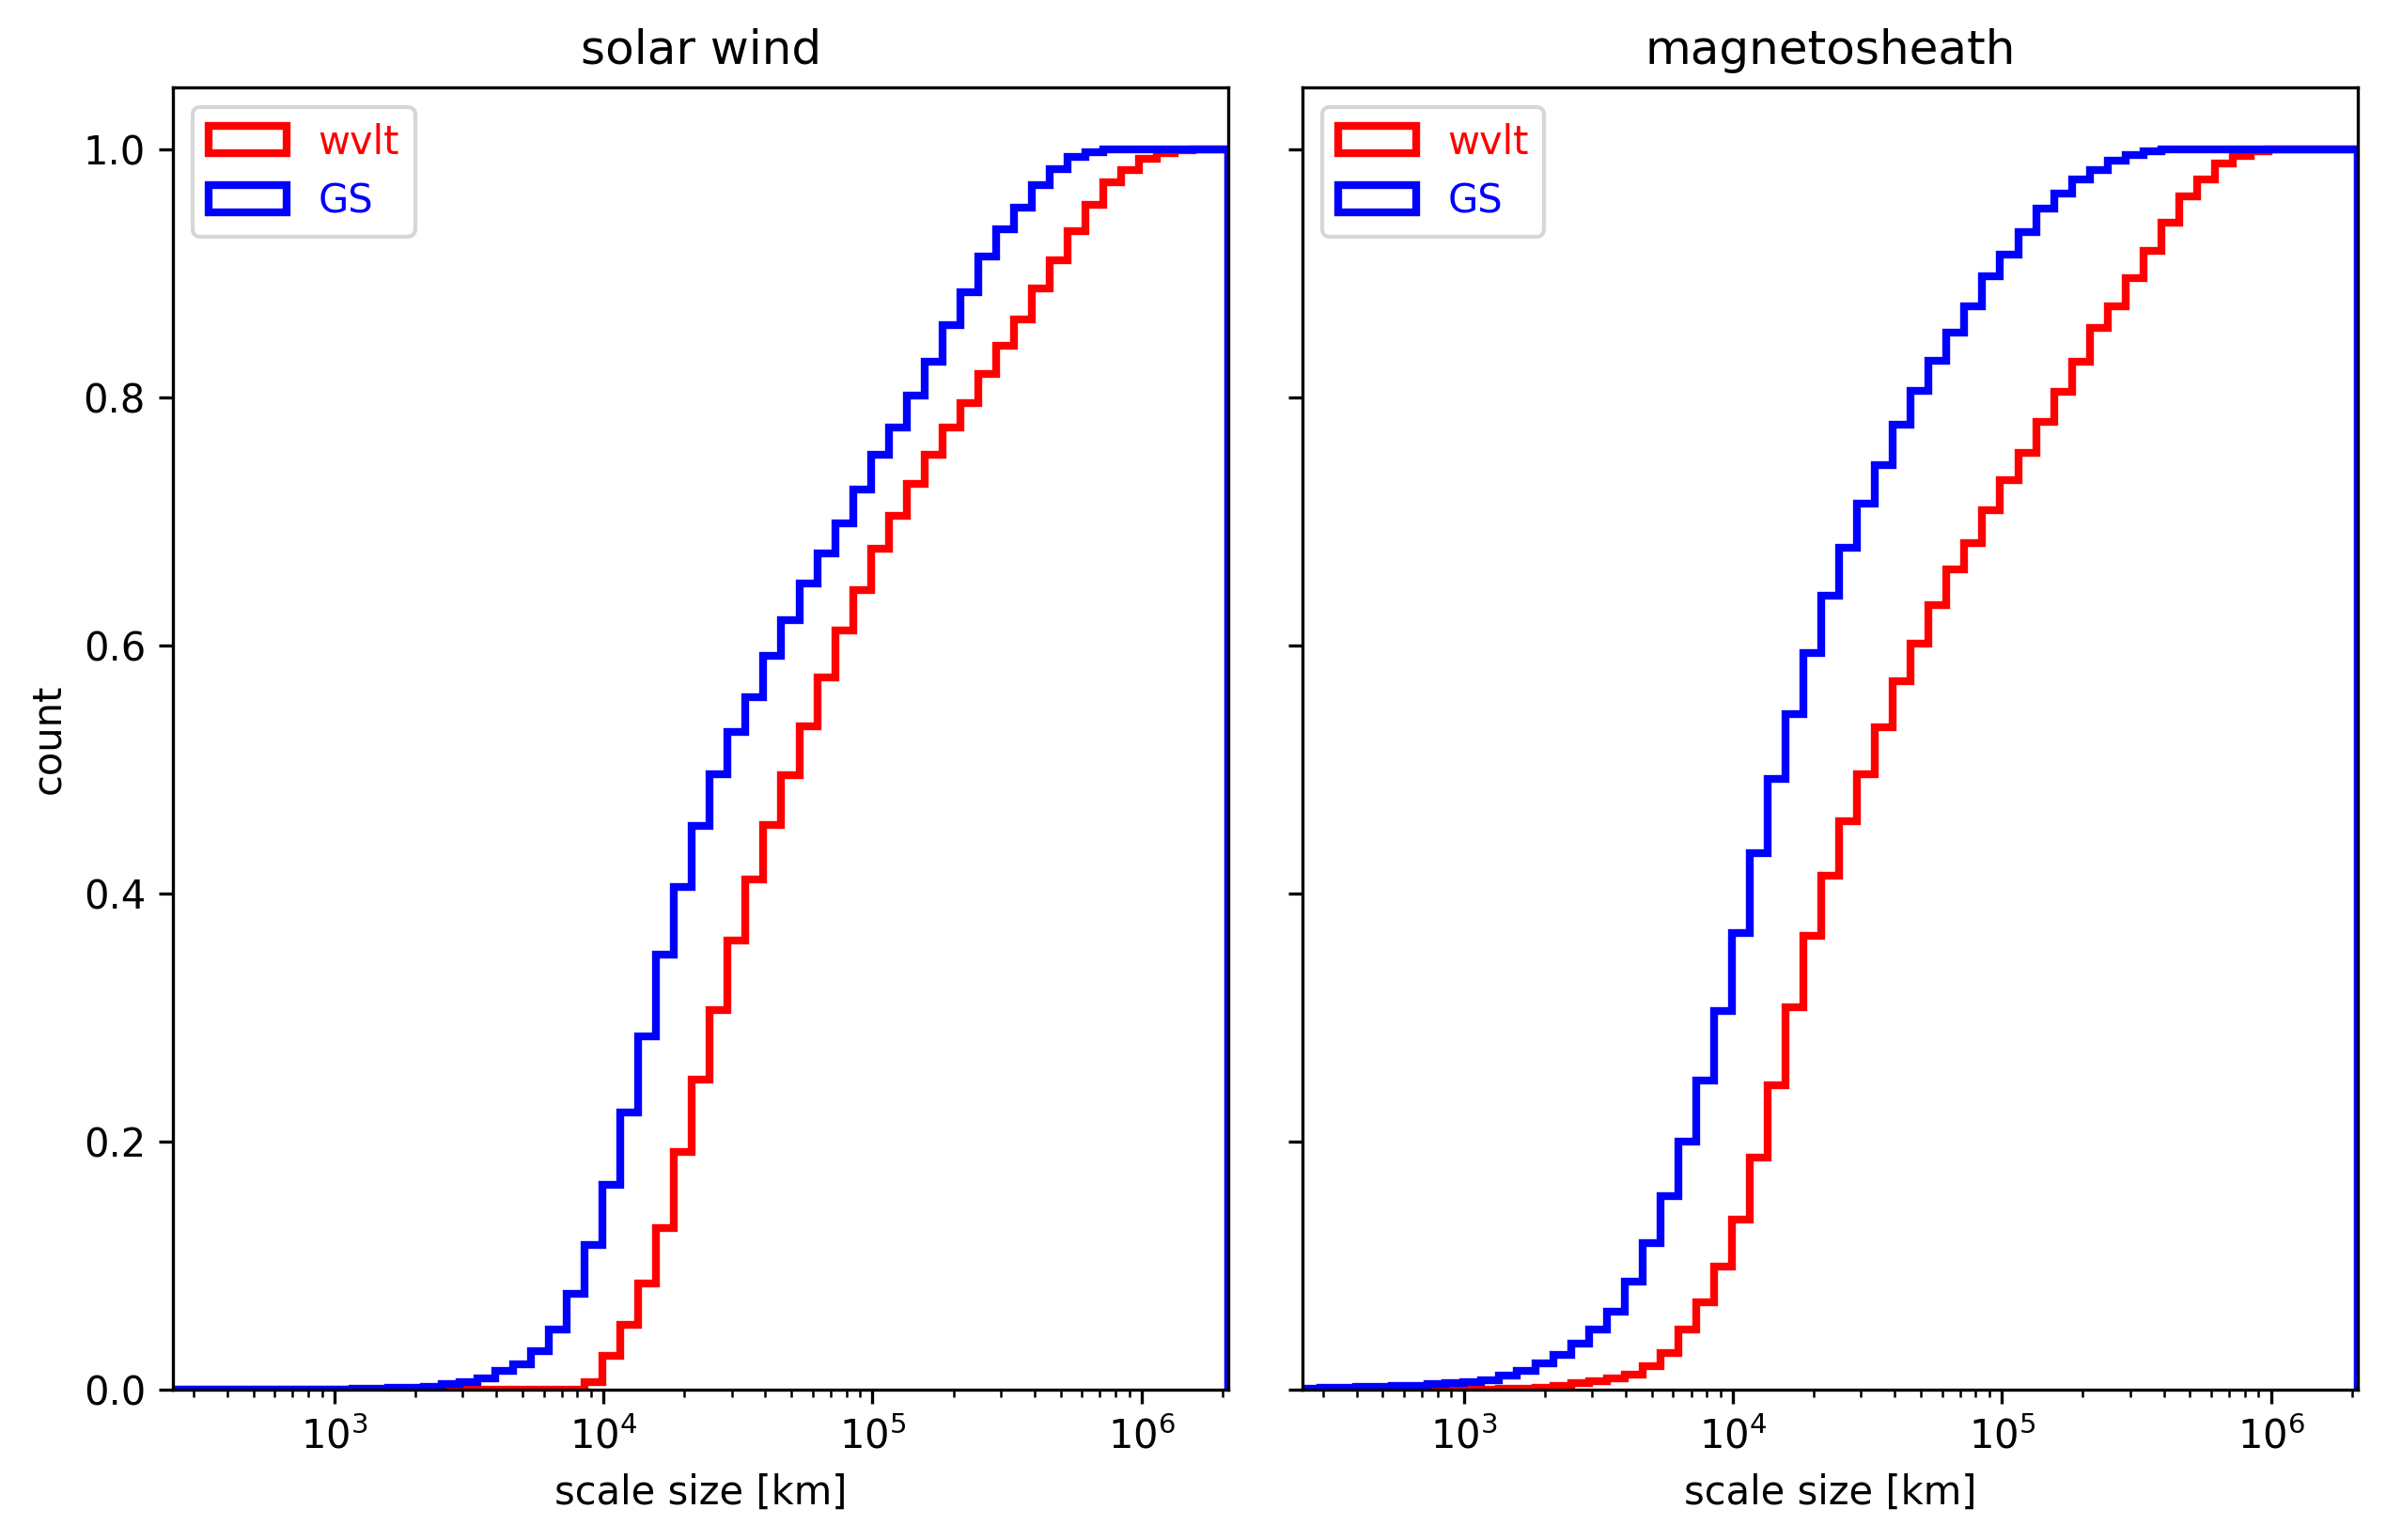 solar wind
wvlt
GS
1.0
0.8
0.6
0.4
0.2
0.0
count
10³ 10⁴ 10⁵ 10⁶
scale size [km]
magnetosheath
wvlt
GS
10³ 10⁴ 10⁵ 10⁶
scale size [km]